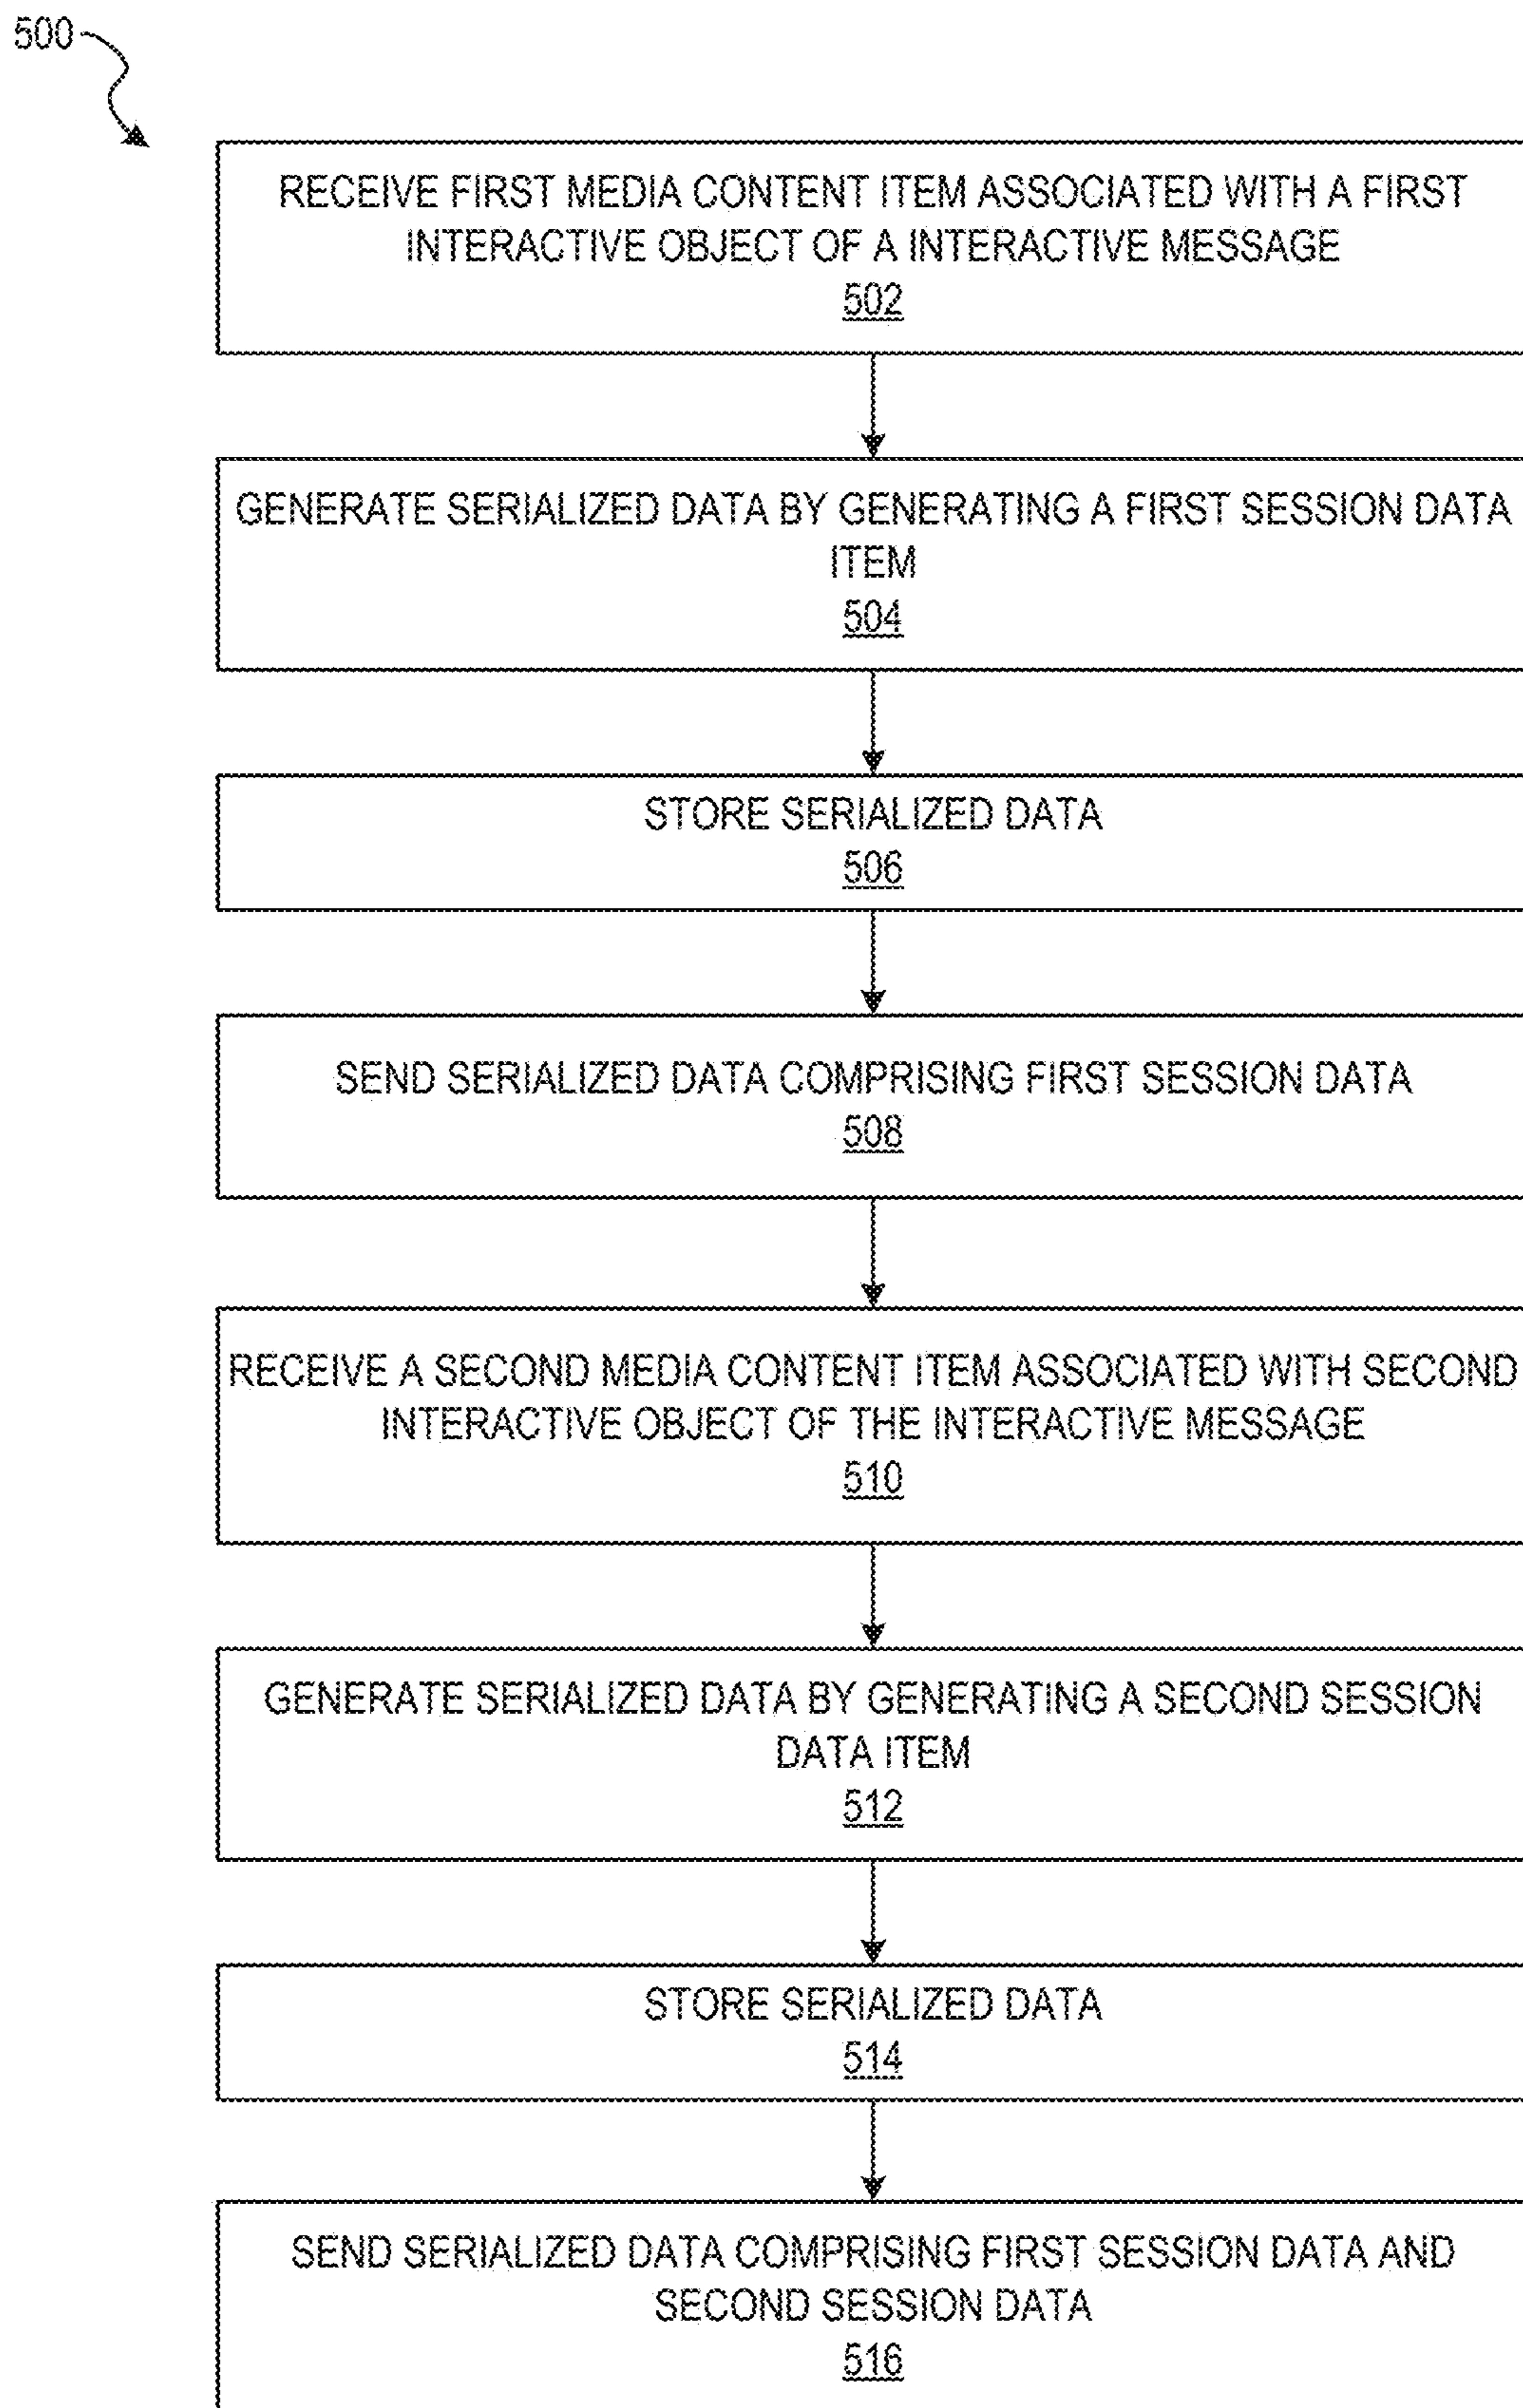 500
RECEIVE FIRST MEDIA CONTENT ITEM ASSOCIATED WITH A FIRST
INTERACTIVE OBJECT OF A INTERACTIVE MESSAGE
502
GENERATE SERIALIZED DATA BY GENERATING A FIRST SESSION DATA
ITEM
504
STORE SERIALIZED DATA
506
SEND SERIALIZED DATA COMPRISING FIRST SESSION DATA
508
RECEIVE A SECOND MEDIA CONTENT ITEM ASSOCIATED WITH SECOND
INTERACTIVE OBJECT OF THE INTERACTIVE MESSAGE
510
GENERATE SERIALIZED DATA BY GENERATING A SECOND SESSION
DATA ITEM
512
STORE SERIALIZED DATA
514
SEND SERIALIZED DATA COMPRISING FIRST SESSION DATA AND
SECOND SESSION DATA
516